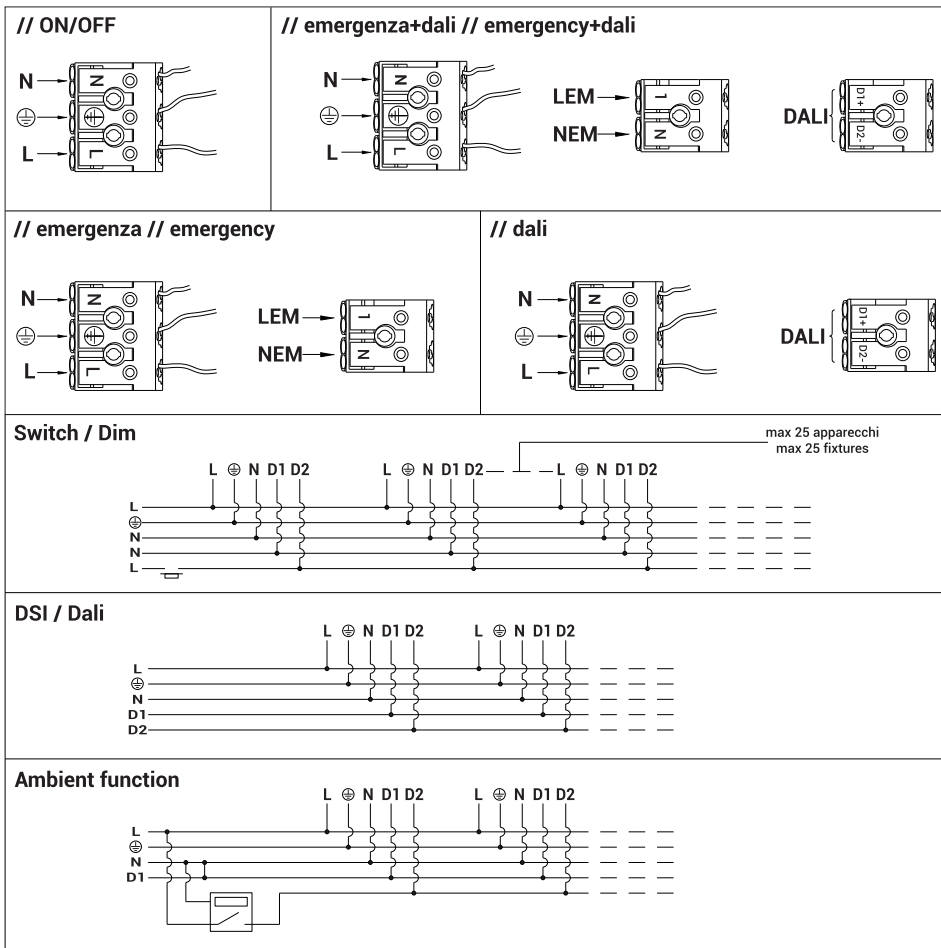 // ON/OFF
N
L
N
L
// emergenza+dali // emergency+dali
N
L
N
L
LEM
NEM
1
N
DALI
D1+
D2-
// emergenza // emergency
N
L
N
L
LEM
NEM
1
N
// dali
N
L
N
L
DALI
D1+
D2-
Switch / Dim
max 25 apparecchi
max 25 fixtures
L N D1 D2 L N D1 D2 L N D1 D2
L
N
N
L
DSI / Dali
L N D1 D2 L N D1 D2
L
N
D1
D2
Ambient function
L N D1 D2 L N D1 D2
L
N
D1